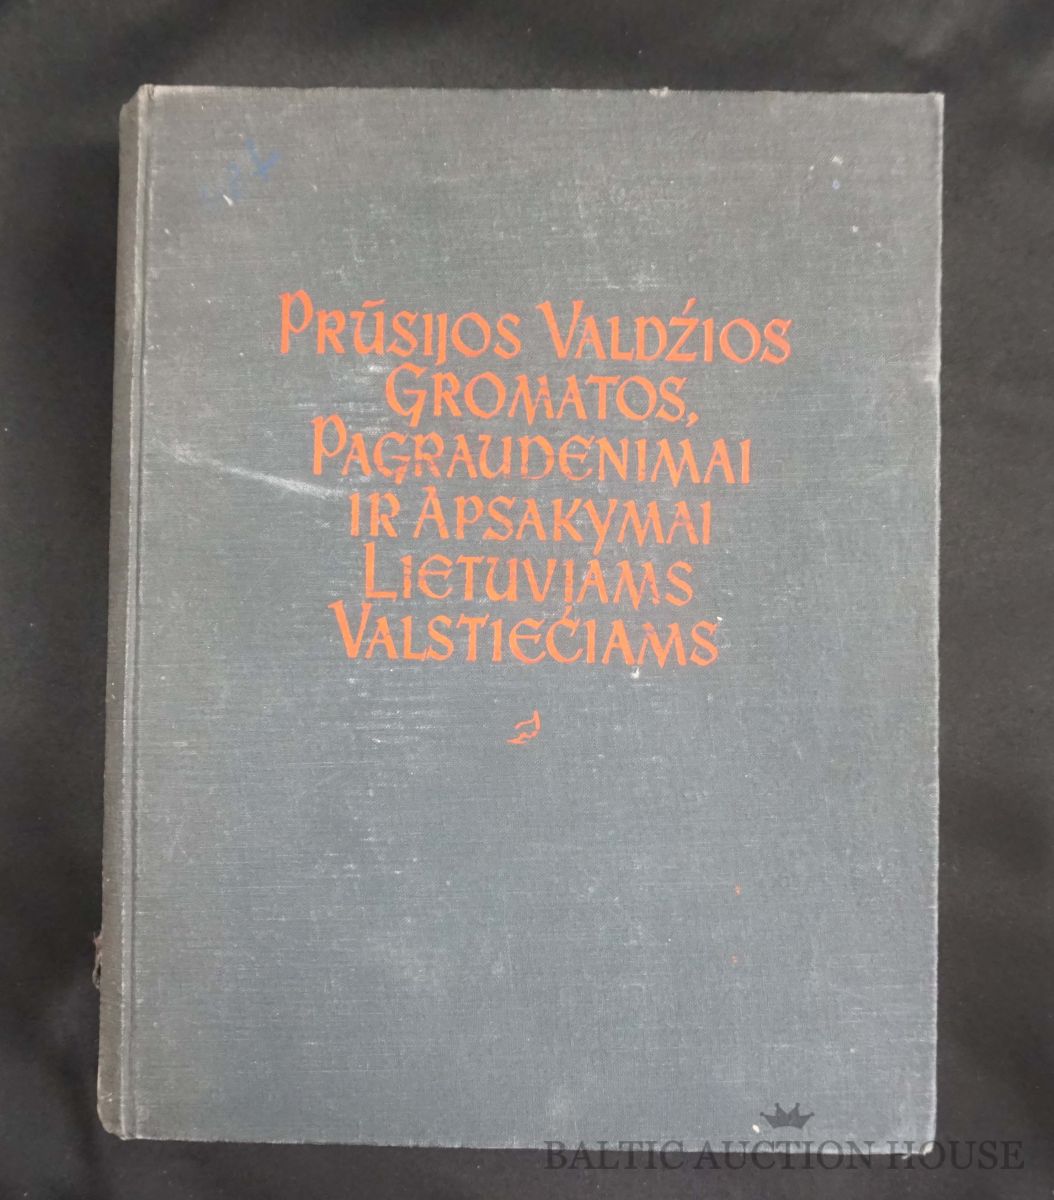 PRŪSIJOS VALDŽIOS
GROMATOS,
PAGRAUDENIMAI
IR APSAKYMAI
LIETUVIAMS
VALSTIEČIAMS
BALTIC AUCTION HOUSE